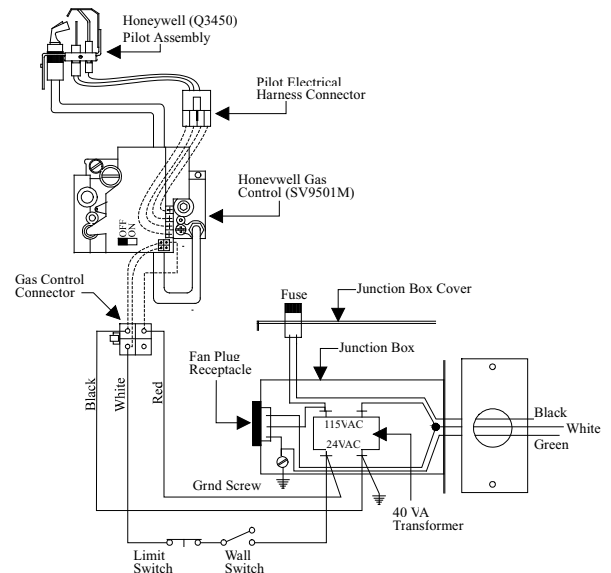 Honeywell (Q3450)
Pilot Assembly
Pilot Electrical
Harness Connector
Honeywell Gas
Control (SV9501M)
OFF
ON
Gas Control
Connector
Fuse
Junction Box Cover
Junction Box
Fan Plug
Receptacle
Black
White
Red
115VAC
24VAC
Black
White
Green
Grnd Screw
40 VA
Transformer
Limit
Switch
Wall
Switch